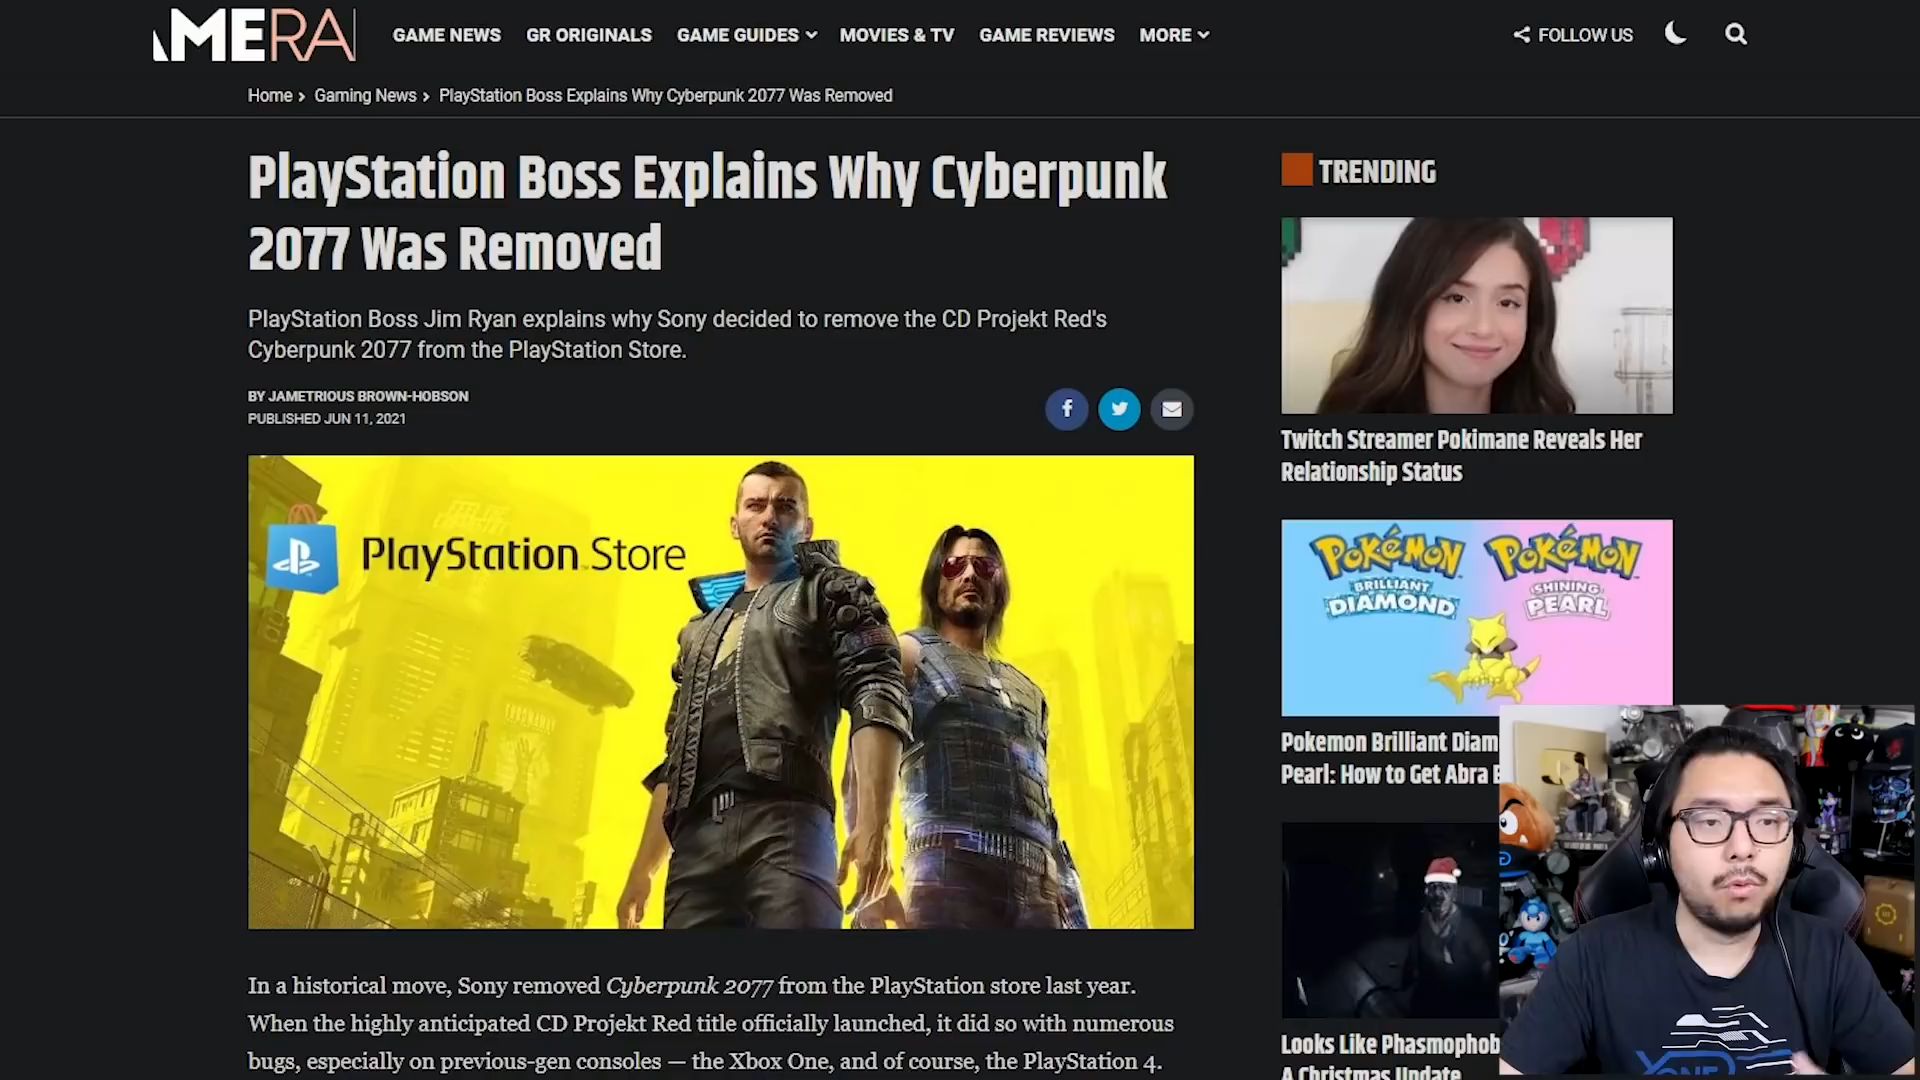 MERA
GAME NEWS GR ORIGINALS GAME GUIDES MOVIES & TV GAME REVIEWS MORE FOLLOW US
Home › Gaming News › PlayStation Boss Explains Why Cyberpunk 2077 Was Removed
PlayStation Boss Explains Why Cyberpunk
2077 Was Removed
PlayStation Boss Jim Ryan explains why Sony decided to remove the CD Projekt Red's
Cyberpunk 2077 from the PlayStation Store.
BY JAMETRIOUS BROWN-HOBSON
PUBLISHED JUN 11, 2021
PlayStation Store
In a historical move, Sony removed Cyberpunk 2077 from the PlayStation store last year.
When the highly anticipated CD Projekt Red title officially launched, it did so with numerous
bugs, especially on previous-gen consoles — the Xbox One, and of course, the PlayStation 4.
TRENDING
Twitch Streamer Pokimane Reveals Her
Relationship Status
POKéMON
BRILLIANT
DIAMOND
POKéMON
SHINING
PEARL
Pokemon Brilliant Diam
Pearl: How to Get Abra
Looks Like Phasmophob
A Christmas Update